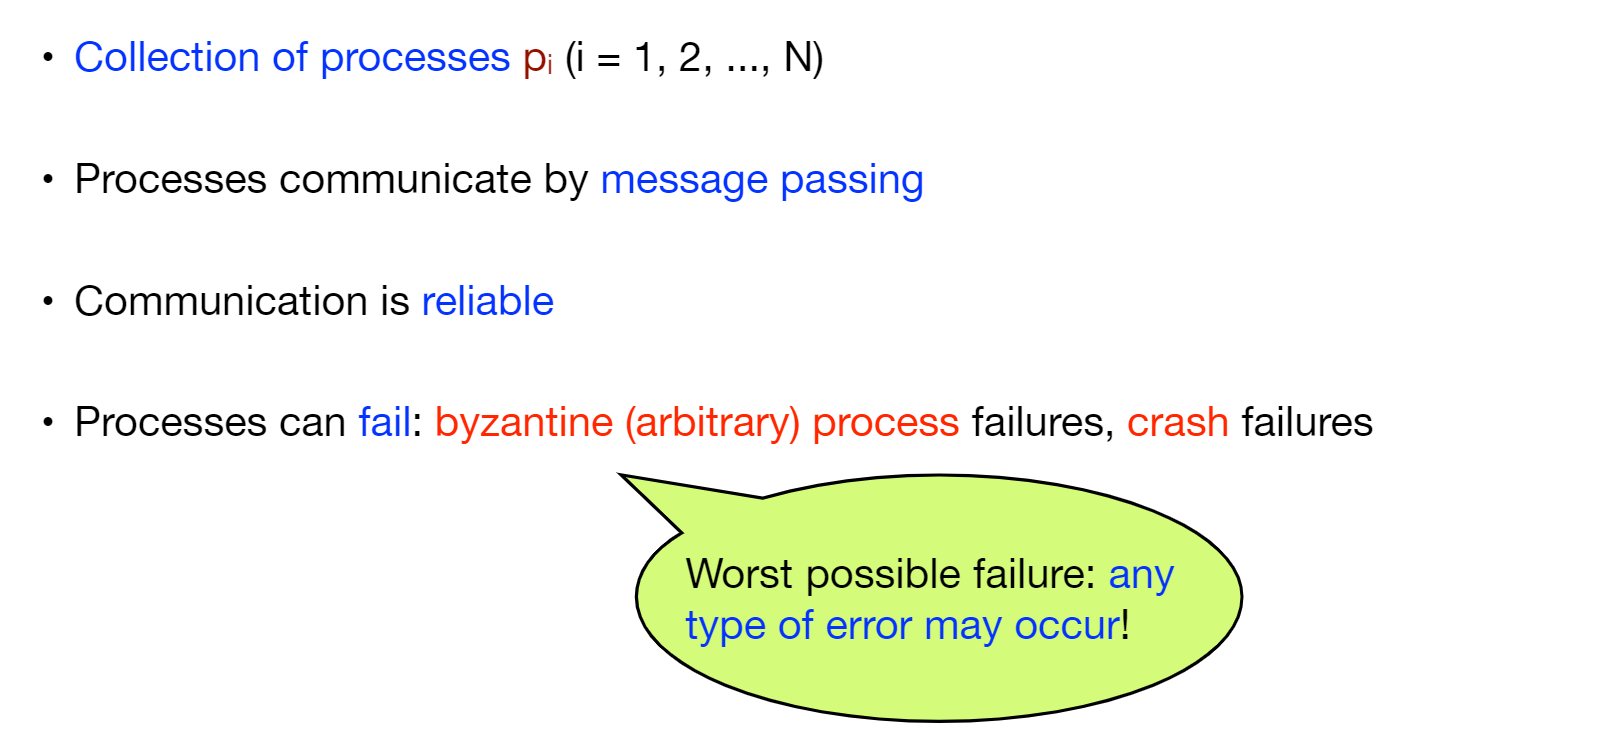 • Collection of processes pᵢ (i = 1, 2, ..., N)
• Processes communicate by message passing
• Communication is reliable
• Processes can fail: byzantine (arbitrary) process failures, crash failures
Worst possible failure: any
type of error may occur!